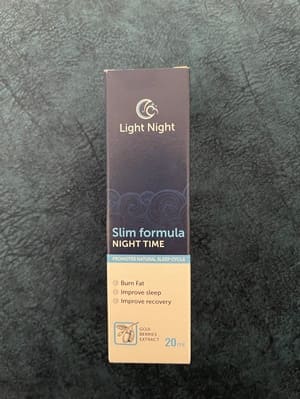 Light Night
Slim formula
NIGHT TIME
PROMOTES NATURAL SLEEP CYCLE
Burn Fat
Improve sleep
Improve recovery
GOJI
BERRIES
EXTRACT
20 ml